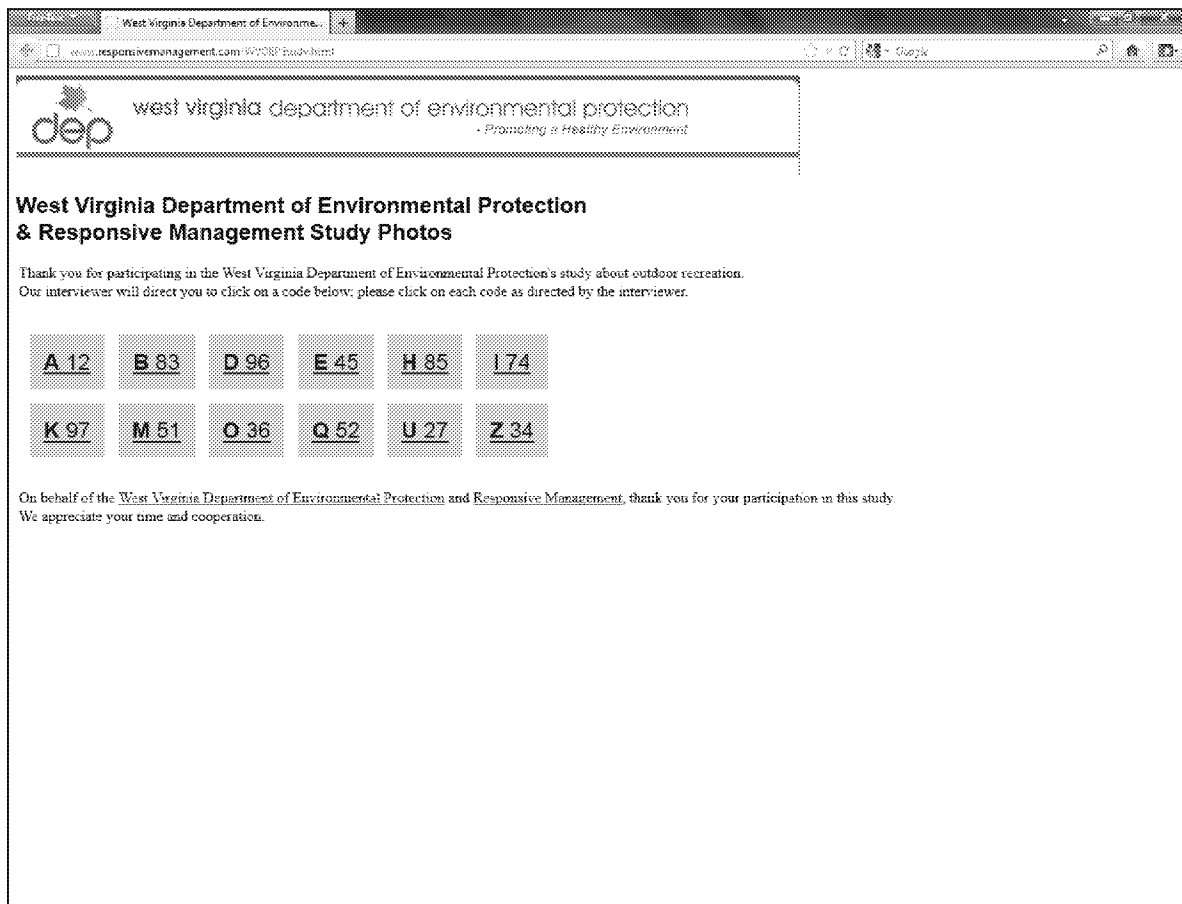 West Virginia Department of Environme...
+
www.responsivemanagement.com
Google
dep
west virginia department of environmental protection
- Promoting a Healthy Environment
West Virginia Department of Environmental Protection
& Responsive Management Study Photos
Thank you for participating in the West Virginia Department of Environmental Protection's study about outdoor recreation.
Our interviewer will direct you to click on a code below; please click on each code as directed by the interviewer.
A 12 B 83 D 96 E 45 H 85 I 74
K 97 M 51 O 36 Q 52 U 27 Z 34
On behalf of the West Virginia Department of Environmental Protection and Responsive Management, thank you for your participation in this study.
We appreciate your time and cooperation.